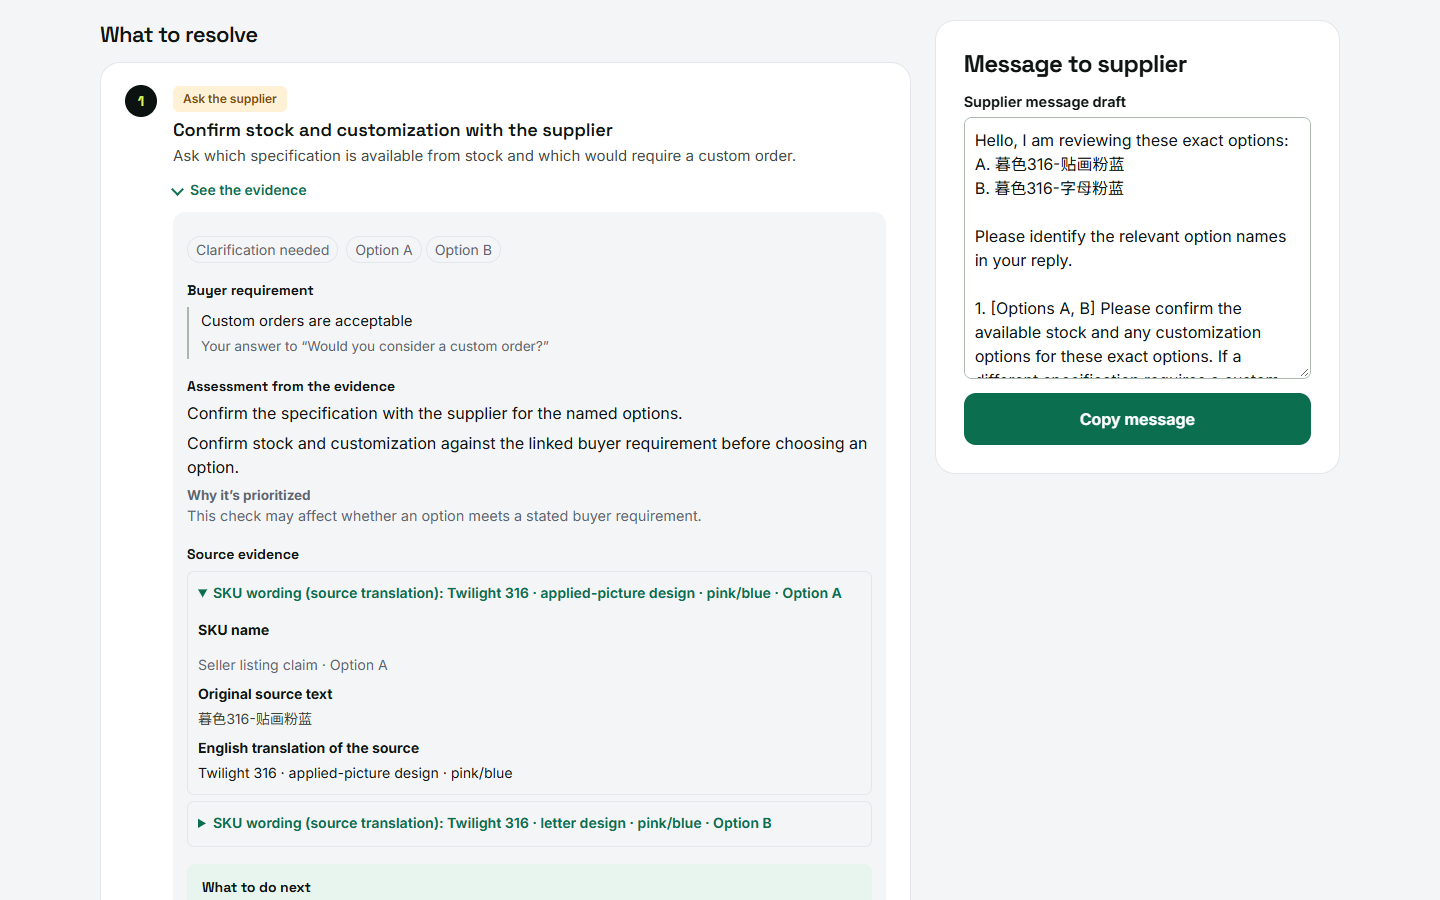 What to resolve
1
Ask the supplier
Confirm stock and customization with the supplier
Ask which specification is available from stock and which would require a custom order.
See the evidence
Clarification needed
Option A
Option B
Buyer requirement
Custom orders are acceptable
Your answer to “Would you consider a custom order?”
Assessment from the evidence
Confirm the specification with the supplier for the named options.
Confirm stock and customization against the linked buyer requirement before choosing an
option.
Why it’s prioritized
This check may affect whether an option meets a stated buyer requirement.
Source evidence
SKU wording (source translation): Twilight 316 · applied-picture design · pink/blue · Option A
SKU name
Seller listing claim · Option A
Original source text
暮色316-贴画粉蓝
English translation of the source
Twilight 316 · applied-picture design · pink/blue
SKU wording (source translation): Twilight 316 · letter design · pink/blue · Option B
What to do next
Message to supplier
Supplier message draft
Hello, I am reviewing these exact options:
A. 暮色316-贴画粉蓝
B. 暮色316-字母粉蓝
Please identify the relevant option names
in your reply.
1. [Options A, B] Please confirm the
available stock and any customization
options for these exact options. If a
different specification requires a custom
Copy message